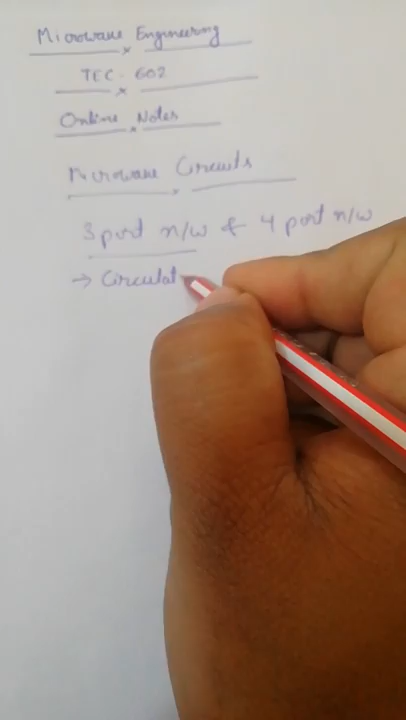 Microwave Engineering
TEC - 602
Online Notes
Microwave Circuits
3 port n/w & 4 port n/w
→ Circulat